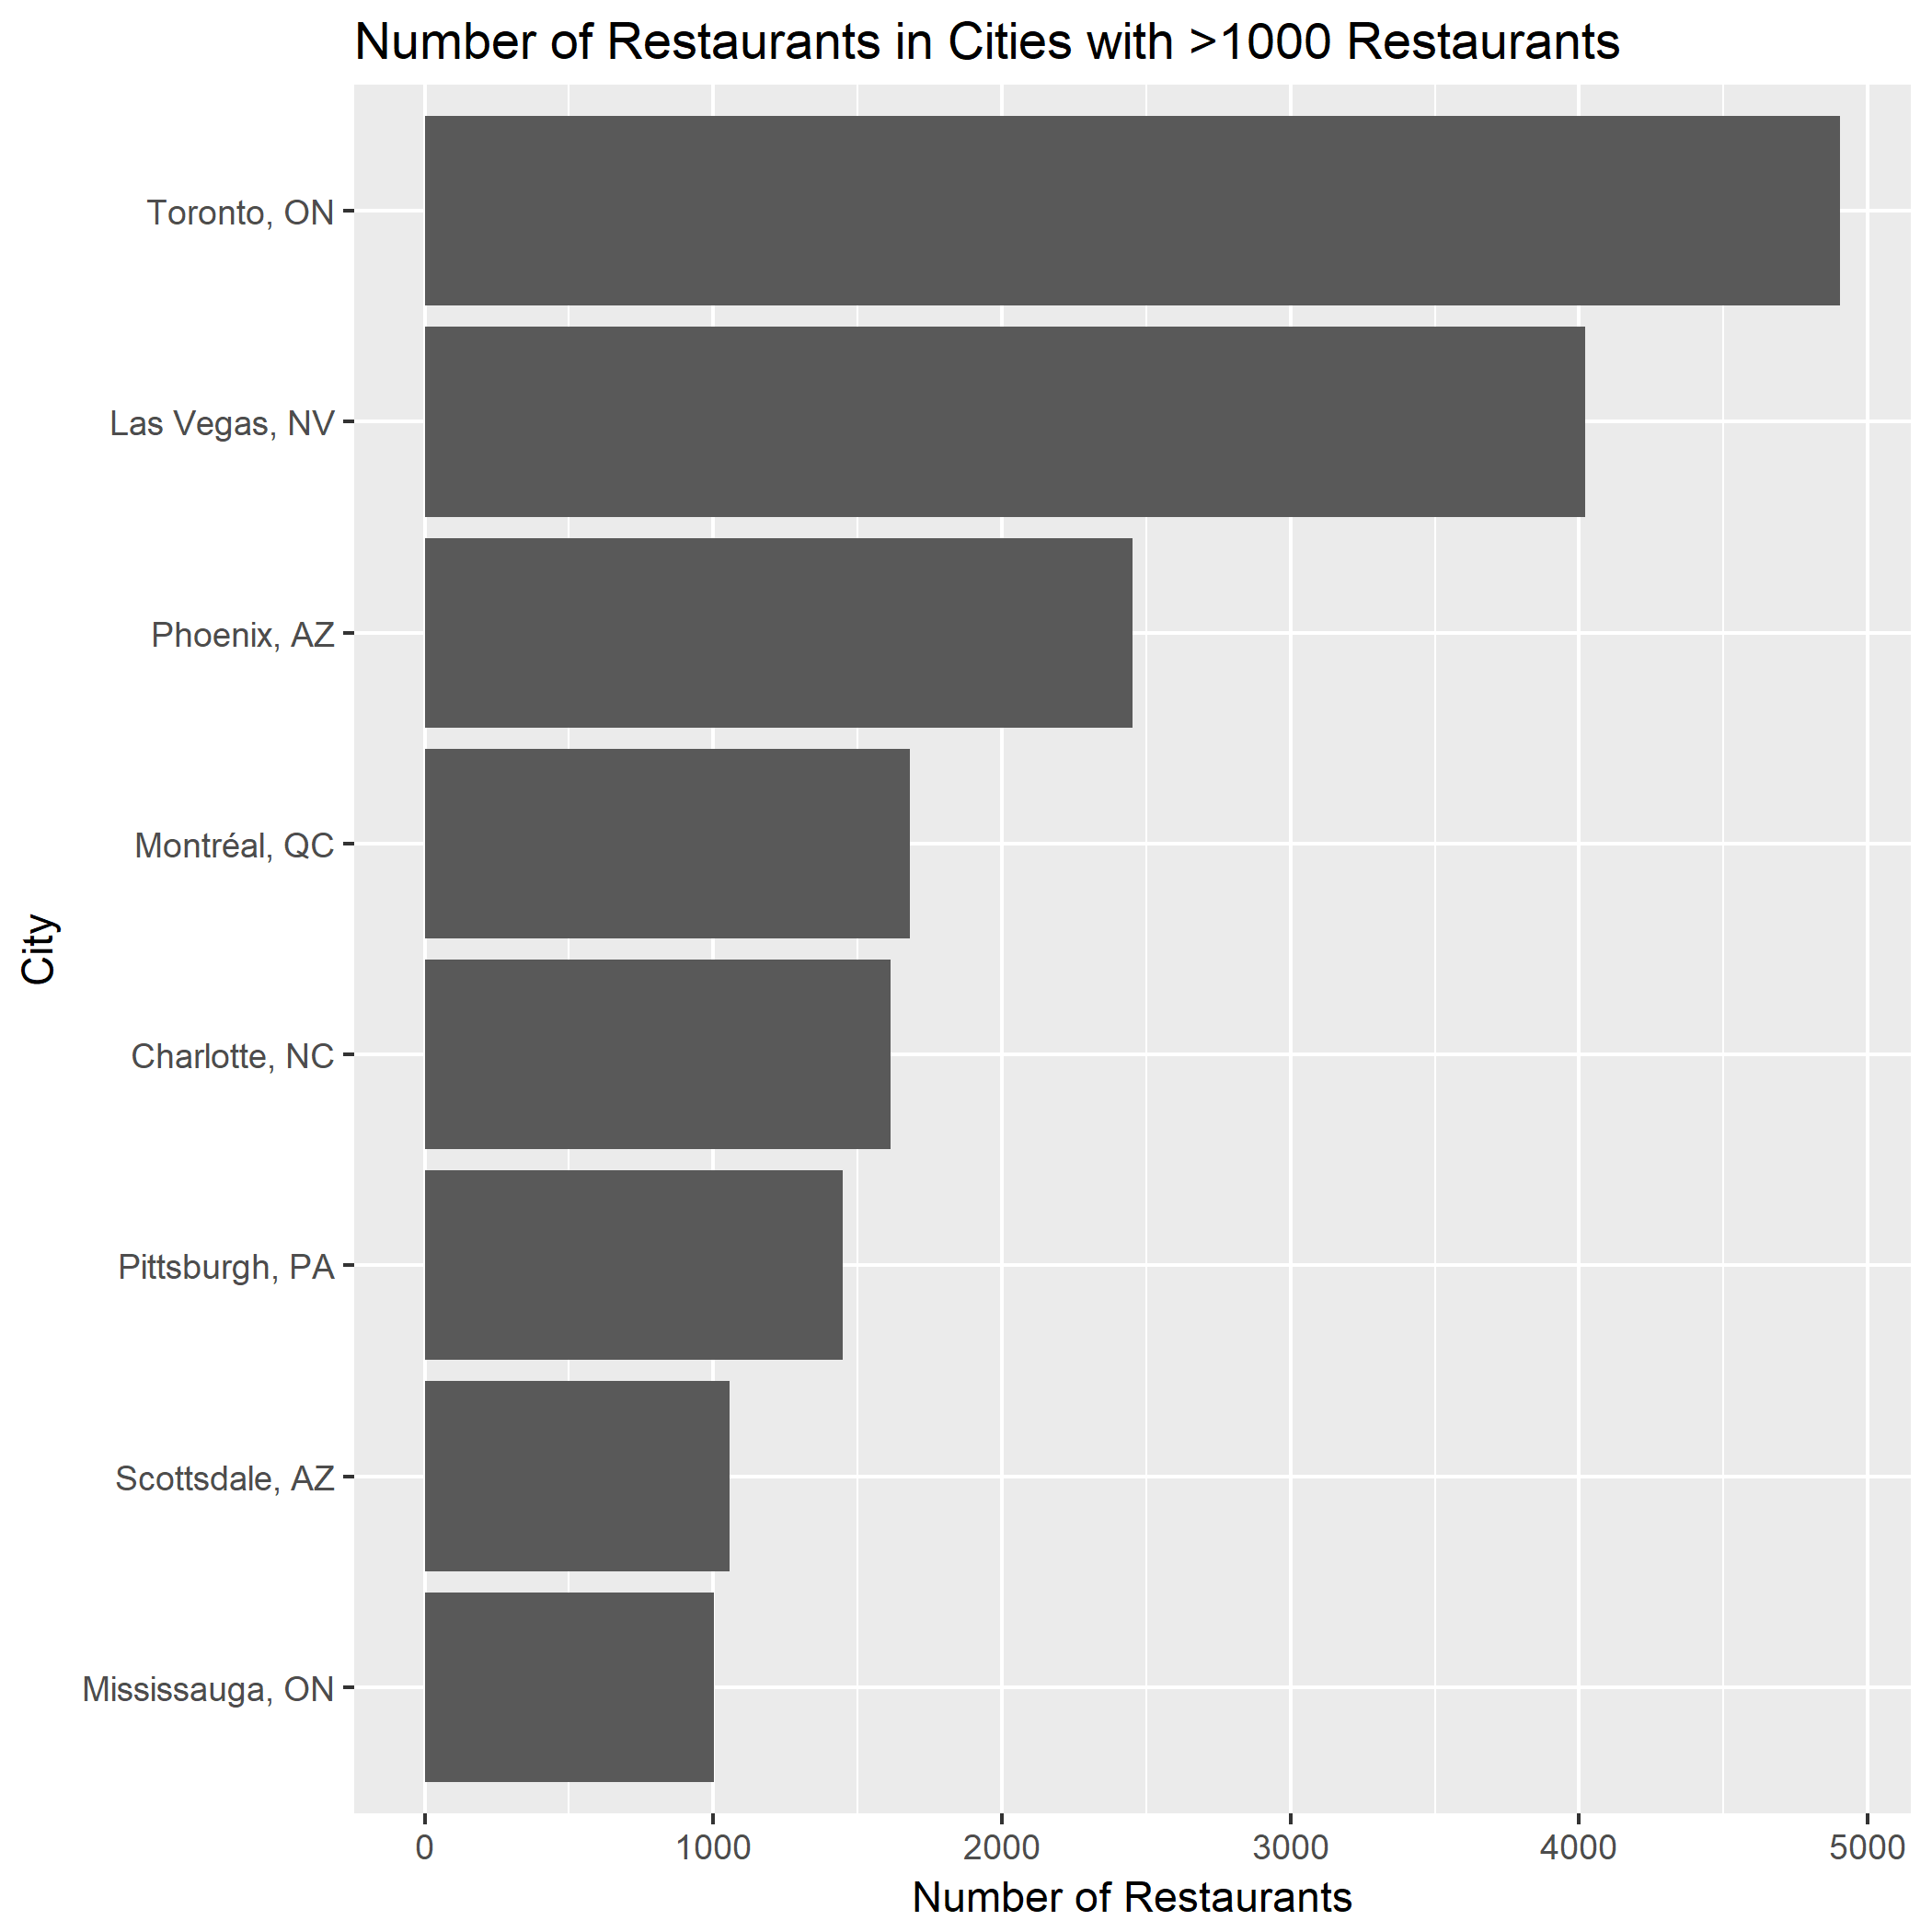 Number of Restaurants in Cities with >1000 Restaurants
Toronto, ON
Las Vegas, NV
Phoenix, AZ
Montréal, QC
Charlotte, NC
Pittsburgh, PA
Scottsdale, AZ
Mississauga, ON
City
0 1000 2000 3000 4000 5000
Number of Restaurants